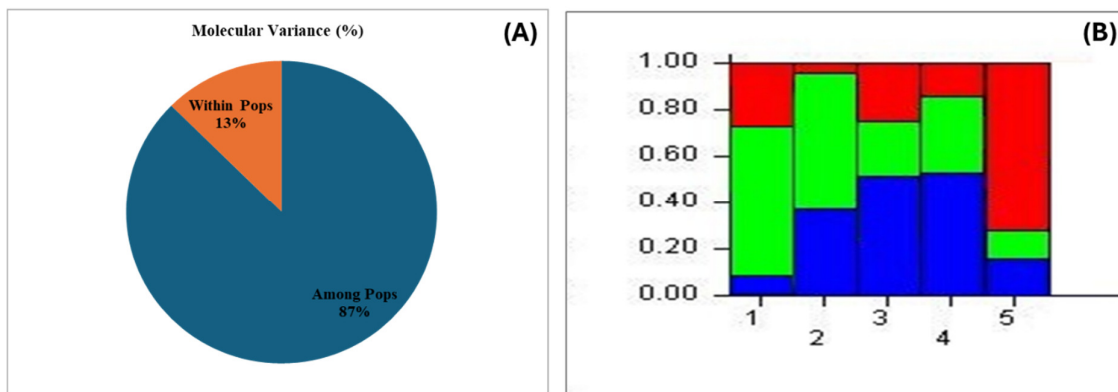 Molecular Variance (%)
(A)
Within Pops
13%
Among Pops
87%
(B)
1.00
0.80
0.60
0.40
0.20
0.00
1
2
3
4
5